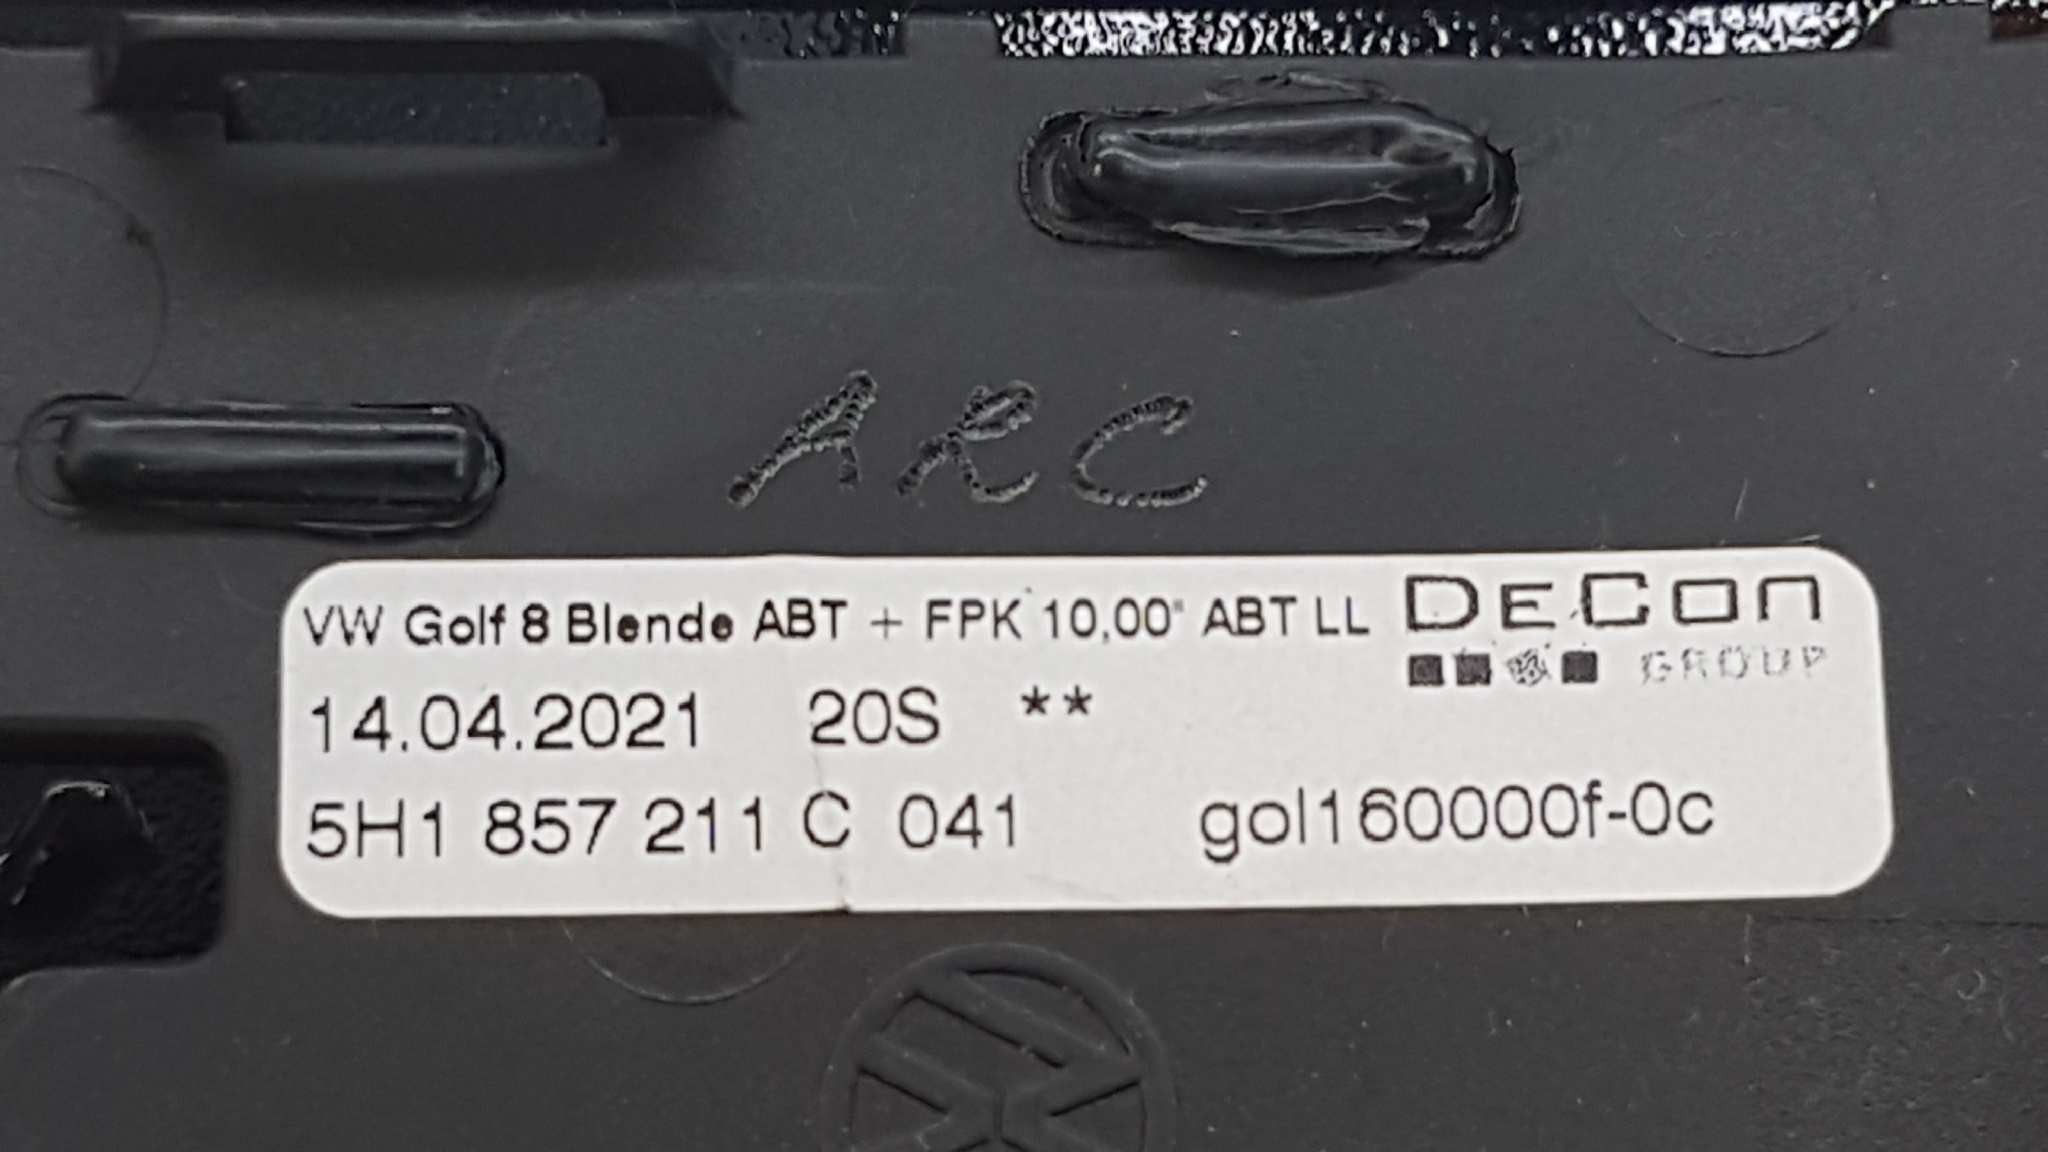 ARC
VW Golf 8 Blende ABT + FPK 10,00" ABT LL
DeCon
GROUP
14.04.2021 20S **
5H1 857 211 C 041 gol160000f-0c